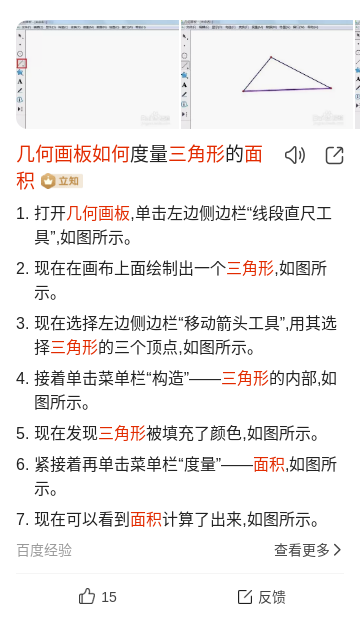 几何画板如何度量三角形的面
积 立知
1. 打开几何画板,单击左边侧边栏“线段直尺工
具”,如图所示。
2. 现在在画布上面绘制出一个三角形,如图所
示。
3. 现在选择左边侧边栏“移动箭头工具”,用其选
择三角形的三个顶点,如图所示。
4. 接着单击菜单栏“构造”——三角形的内部,如
图所示。
5. 现在发现三角形被填充了颜色,如图所示。
6. 紧接着再单击菜单栏“度量”——面积,如图所
示。
7. 现在可以看到面积计算了出来,如图所示。
百度经验 查看更多
15 反馈